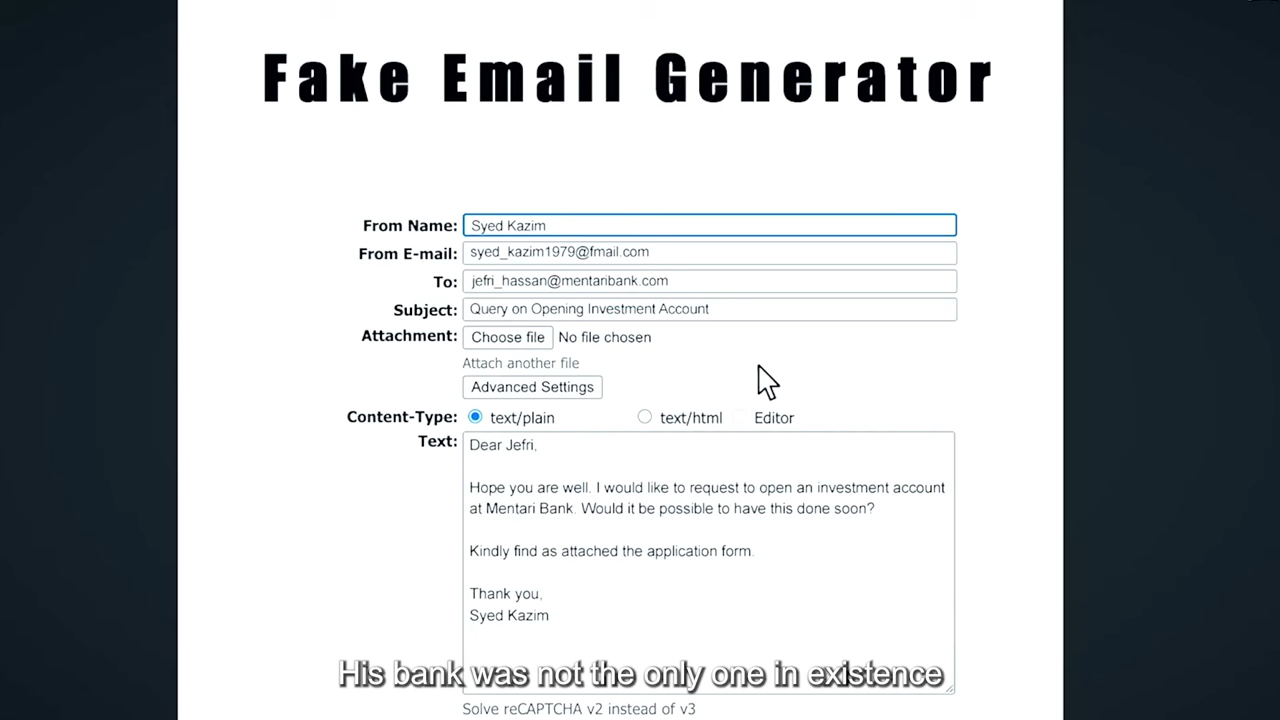 Fake Email Generator
From Name: Syed Kazim
From E-mail: syed_kazim1979@fmail.com
To: jefri_hassan@mentaribank.com
Subject: Query on Opening Investment Account
Attachment: Choose file No file chosen
Attach another file
Advanced Settings
Content-Type: text/plain text/html Editor
Text: Dear Jefri,
Hope you are well. I would like to request to open an investment account
at Mentari Bank. Would it be possible to have this done soon?
Kindly find as attached the application form.
Thank you,
Syed Kazim
His bank was not the only one in existence
Solve reCAPTCHA v2 instead of v3